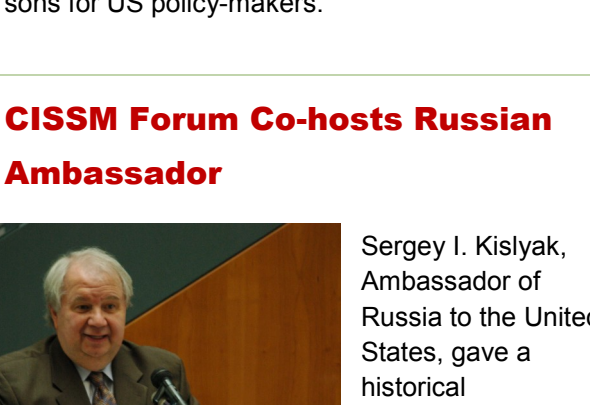 sons for US policy-makers.
CISSM Forum Co-hosts Russian
Ambassador
Sergey I. Kislyak,
Ambassador of
Russia to the United
States, gave a
historical